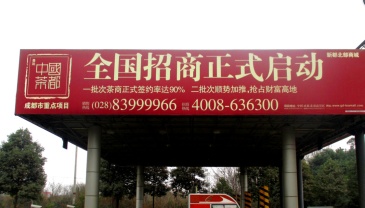 中國
茶都
成都市重点项目
全国招商正式启动
一批次茶商正式签约率达90% 二批次顺势加推,抢占财富高地
(028)83999966 4008-636300